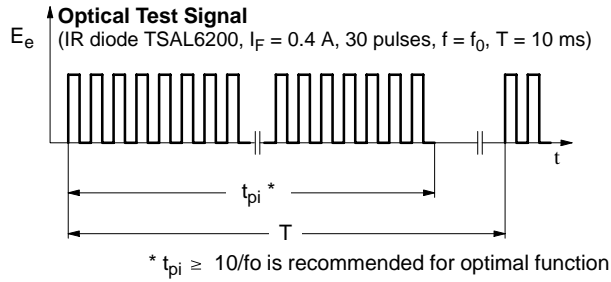 Optical Test Signal
(IR diode TSAL6200, IF = 0.4 A, 30 pulses, f = f0, T = 10 ms)
Ee
t
tpi *
T
* tpi ≥ 10/fo is recommended for optimal function